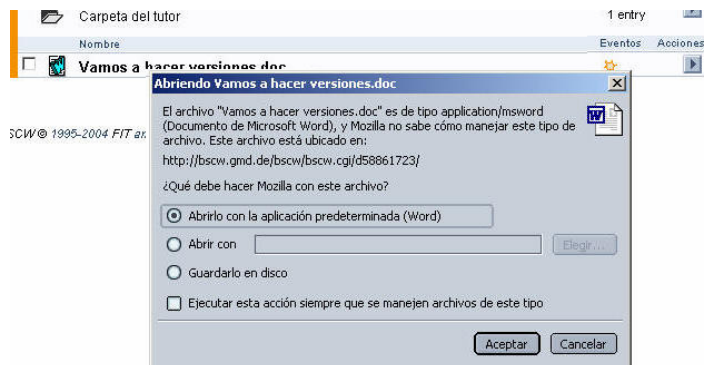 Carpeta del tutor 1 entry
Nombre Eventos Acciones
Vamos a hacer versiones.doc
Abriendo Vamos a hacer versiones.doc
El archivo "Vamos a hacer versiones.doc" es de tipo application/msword
(Documento de Microsoft Word), y Mozilla no sabe cómo manejar este tipo de
archivo. Este archivo está ubicado en:
SCW® 1995-2004 FIT
http://bscw.gmd.de/bscw/bscw.cgi/d58861723/
¿Qué debe hacer Mozilla con este archivo?
Abrirlo con la aplicación predeterminada (Word)
Abrir con Elegir...
Guardarlo en disco
Ejecutar esta acción siempre que se manejen archivos de este tipo
Aceptar Cancelar